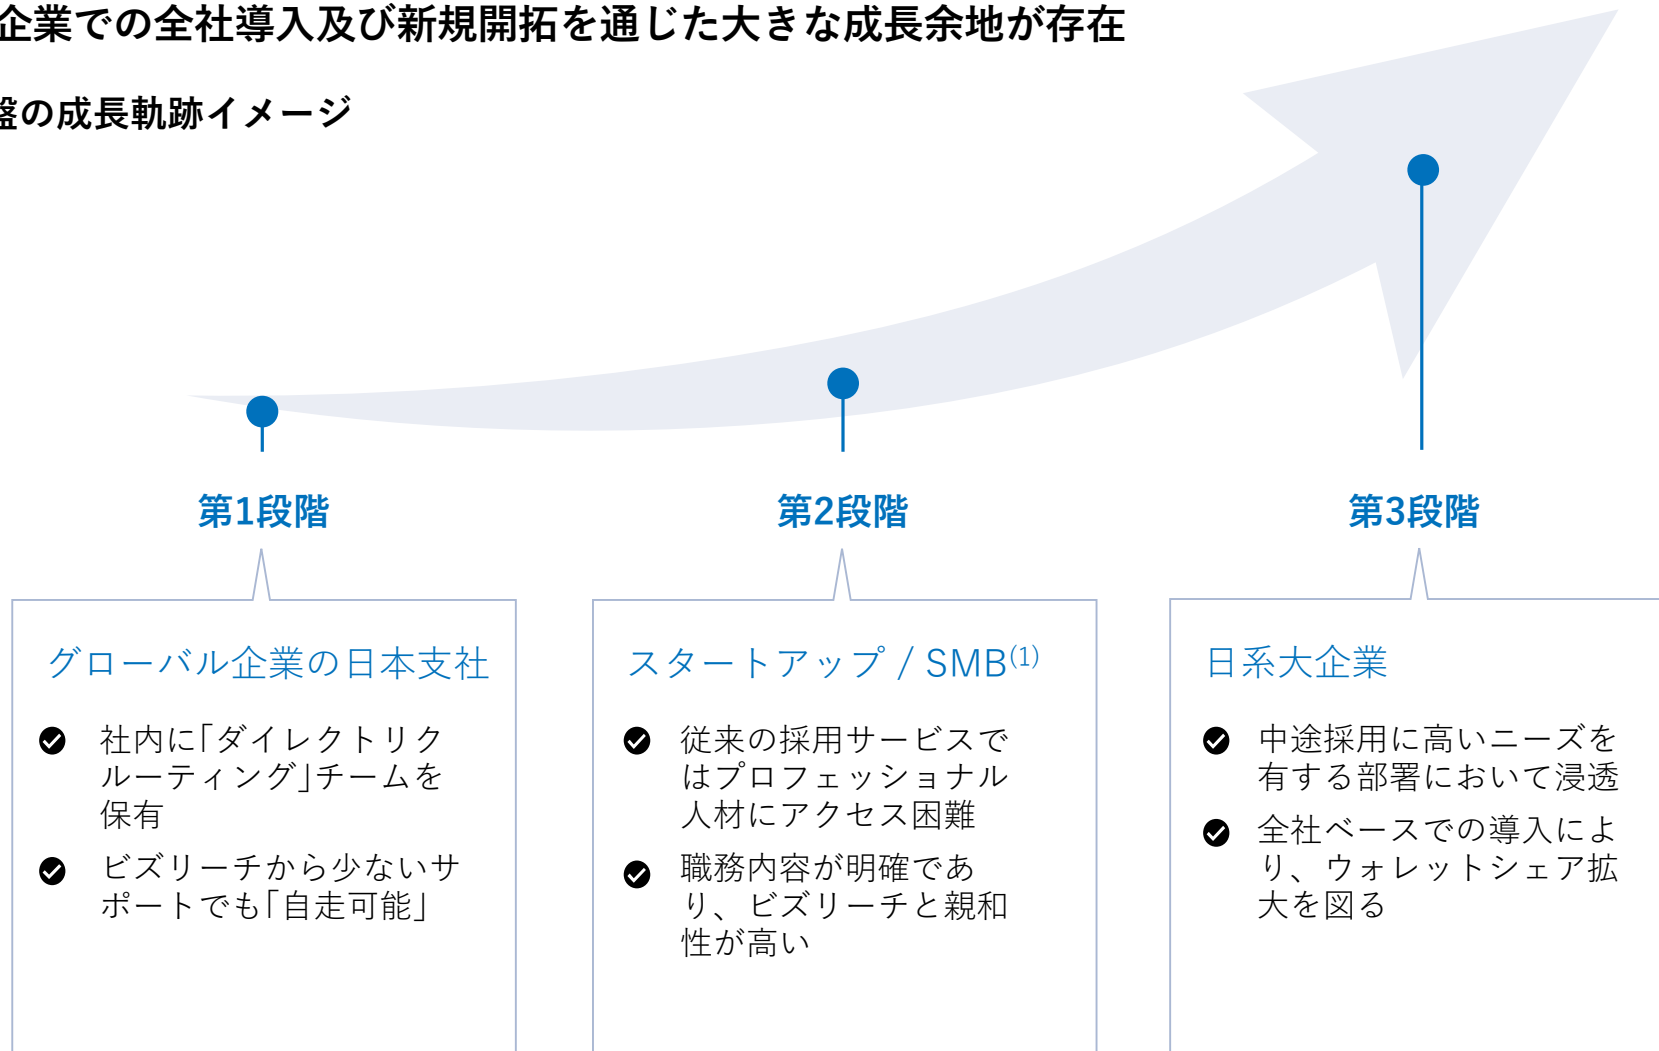 企業での全社導入及び新規開拓を通じた大きな成長余地が存在
盤の成長軌跡イメージ
第1段階
第2段階
第3段階
グローバル企業の日本支社
社内に「ダイレクトリク
ルーティング」チームを
保有
ビズリーチから少ないサ
ポートでも「自走可能」
スタートアップ / SMB(1)
従来の採用サービスで
はプロフェッショナル
人材にアクセス困難
職務内容が明確であ
り、ビズリーチと親和
性が高い
日系大企業
中途採用に高いニーズを
有する部署において浸透
全社ベースでの導入によ
り、ウォレットシェア拡
大を図る